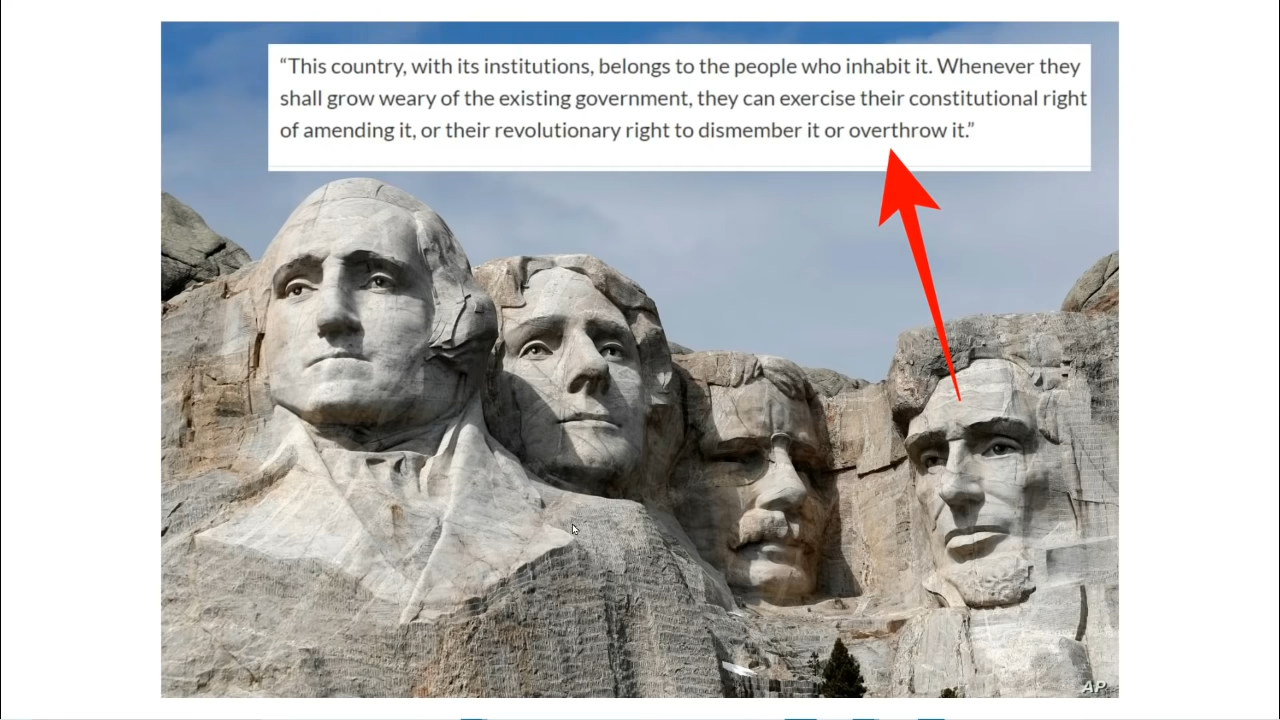 “This country, with its institutions, belongs to the people who inhabit it. Whenever they
shall grow weary of the existing government, they can exercise their constitutional right
of amending it, or their revolutionary right to dismember it or overthrow it.”
AP